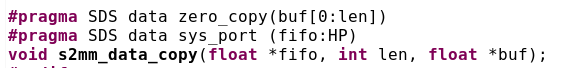 #pragma SDS data zero_copy(buf[0:len])
#pragma SDS data sys_port (fifo:HP)
void s2mm_data_copy(float *fifo, int len, float *buf);